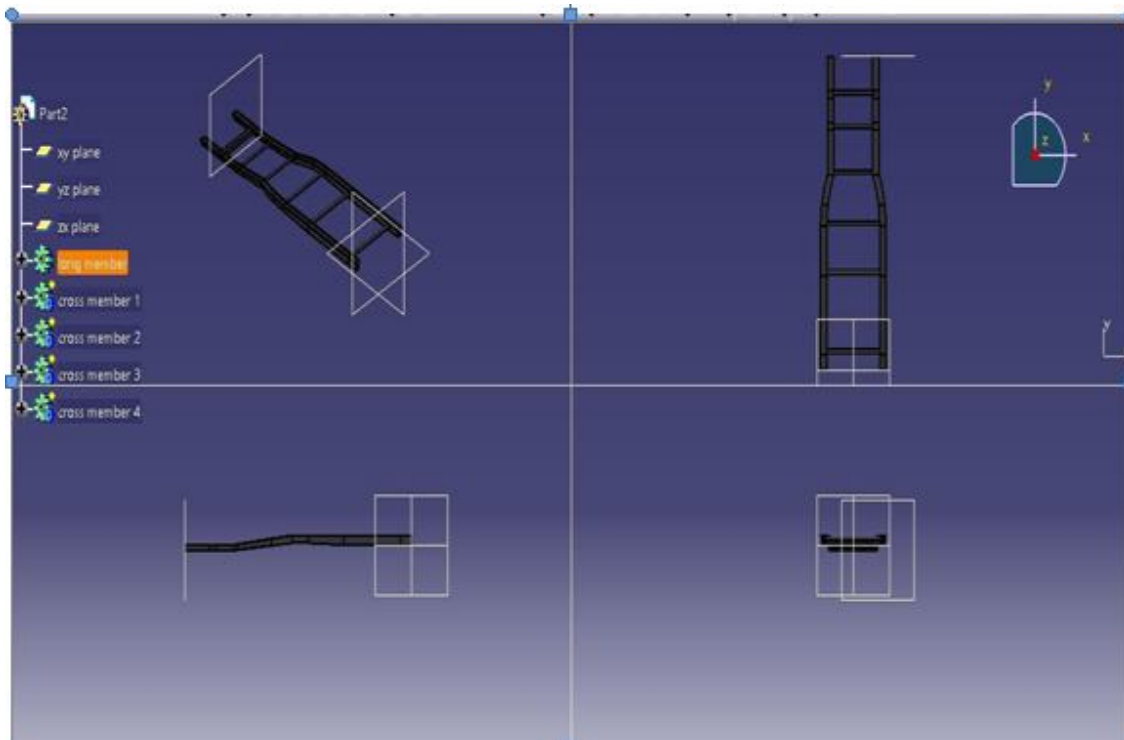 Part2
xy plane
yz plane
zx plane
long member
cross member 1
cross member 2
cross member 3
cross member 4
y
z
x
y